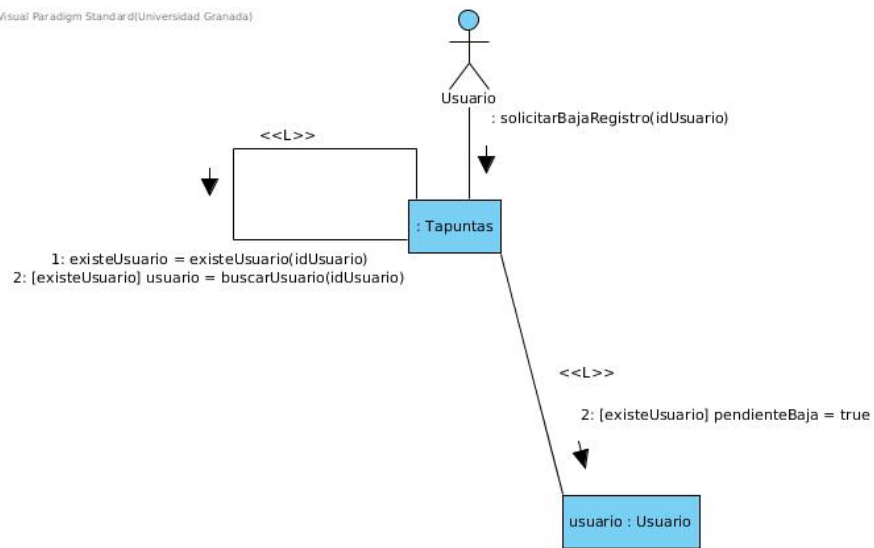 Visual Paradigm Standard(Universidad Granada)
Usuario
: solicitarBajaRegistro(idUsuario)
<<L>>
: Tapuntas
1: existeUsuario = existeUsuario(idUsuario)
2: [existeUsuario] usuario = buscarUsuario(idUsuario)
<<L>>
2: [existeUsuario] pendienteBaja = true
usuario : Usuario